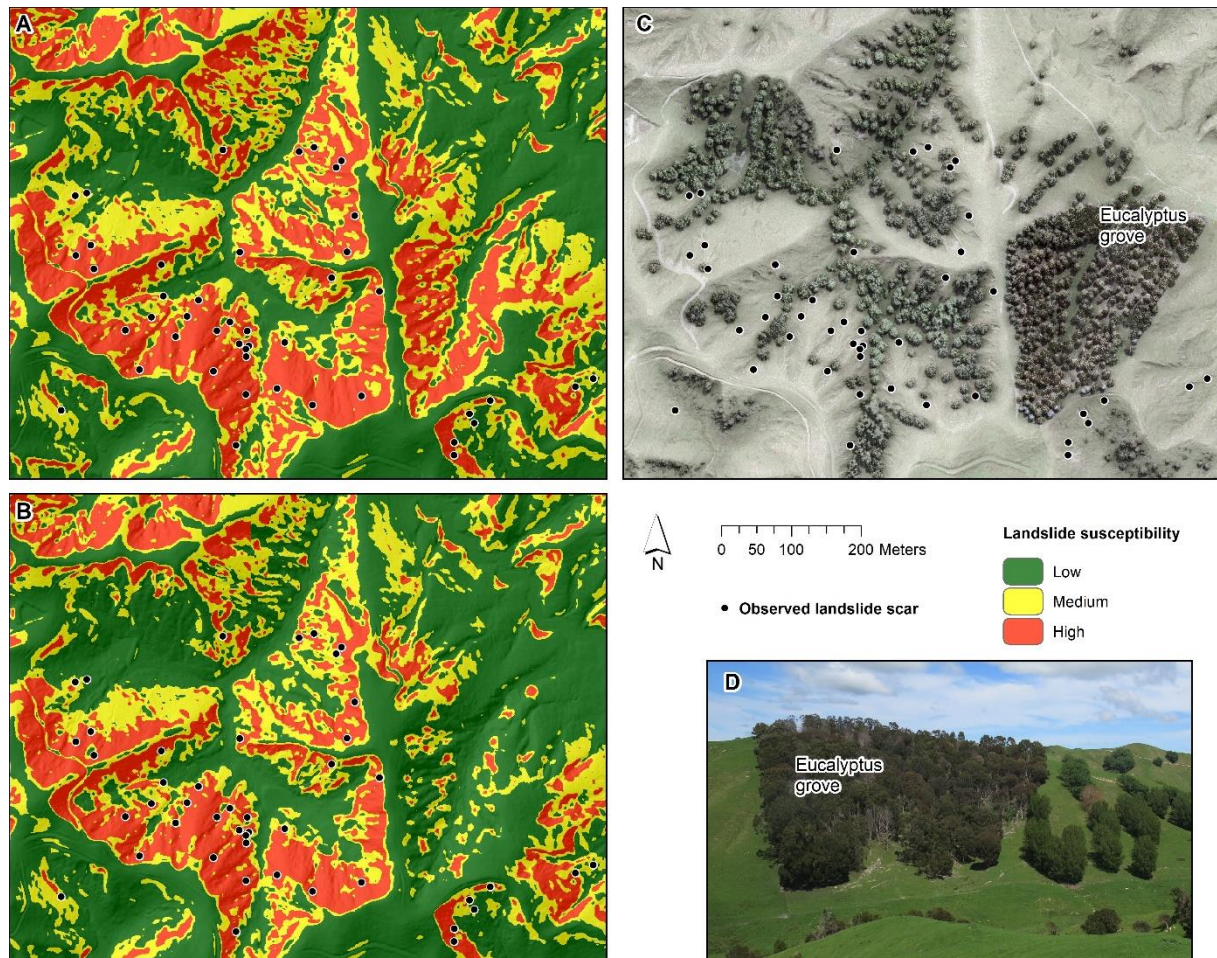 A
C
Eucalyptus
grove
B
N
0 50 100 200 Meters
Observed landslide scar
Landslide susceptibility
Low
Medium
High
D
Eucalyptus
grove